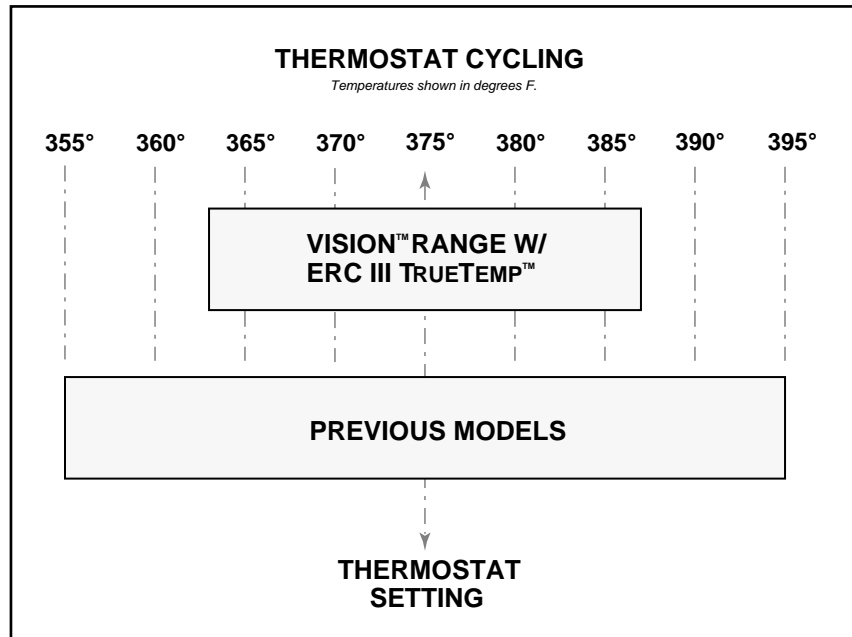 THERMOSTAT CYCLING
Temperatures shown in degrees F.
355° 360° 365° 370° 375° 380° 385° 390° 395°
VISION™ RANGE W/
ERC III TRUETEMP™
PREVIOUS MODELS
THERMOSTAT
SETTING